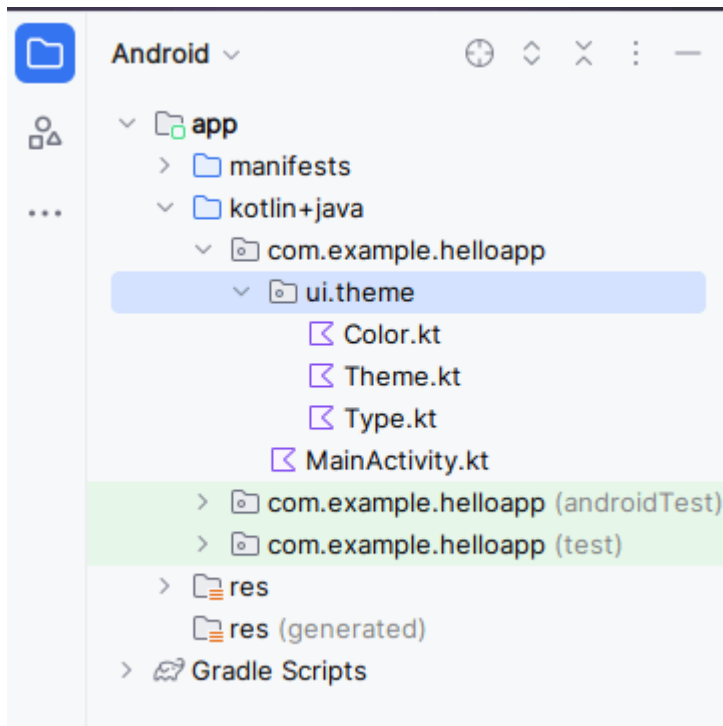 Android
app
manifests
kotlin+java
com.example.helloapp
ui.theme
Color.kt
Theme.kt
Type.kt
MainActivity.kt
com.example.helloapp (androidTest)
com.example.helloapp (test)
res
res (generated)
Gradle Scripts